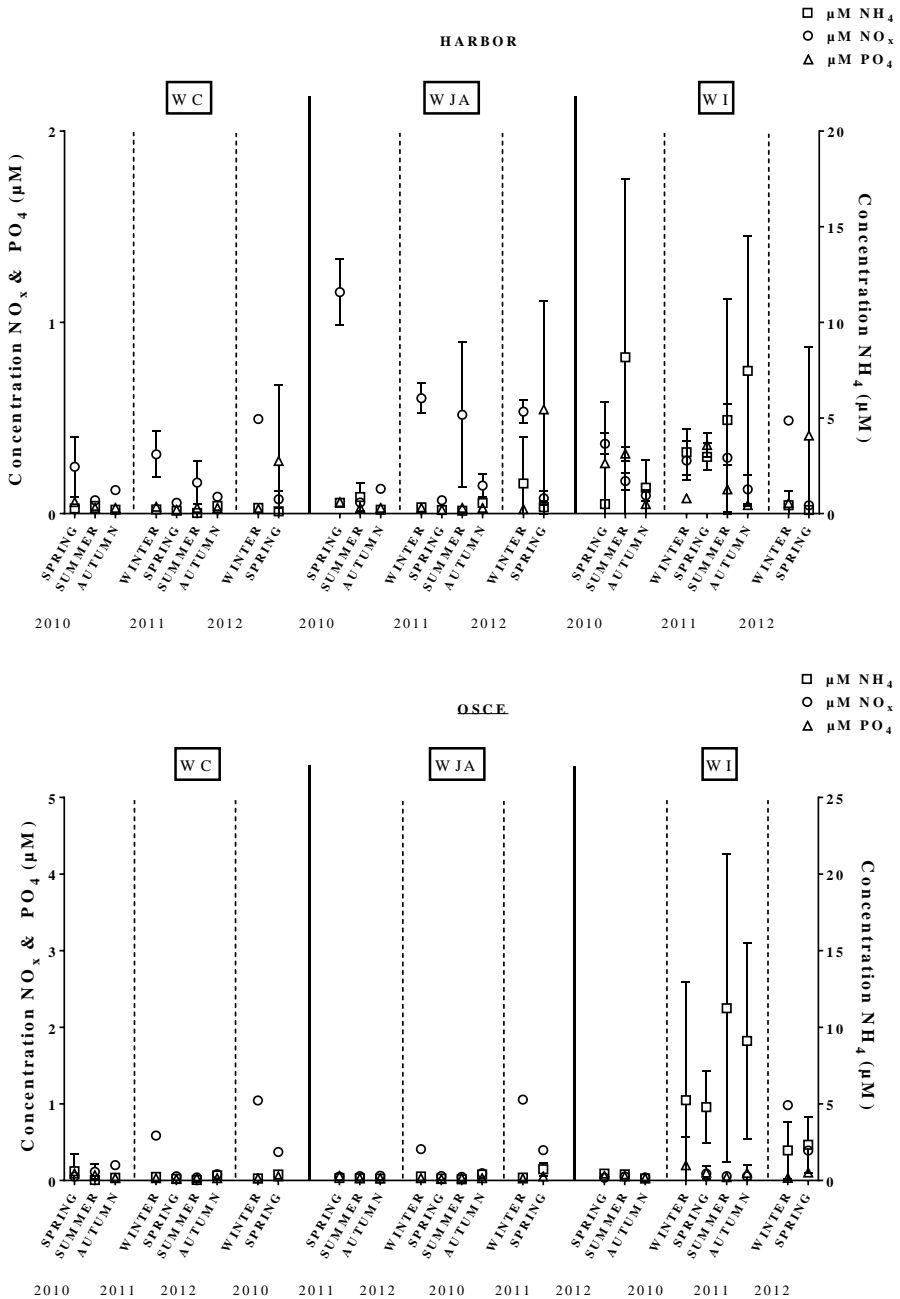 µM NH4
HARBOR
µM NOx
µM PO4
WC
WJA
WI
2
20
Concentration NOx & PO4 (µM)
Concentration NH4 (µM)
15
1
10
5
0
0
SPRING SUMMER AUTUMN WINTER SPRING SUMMER AUTUMN WINTER SPRING SPRING SUMMER AUTUMN WINTER SPRING SUMMER AUTUMN WINTER SPRING SPRING SUMMER AUTUMN WINTER SPRING SUMMER AUTUMN WINTER SPRING
2010 2011 2012 2010 2011 2012 2010 2011 2012
µM NH4
OSCE
µM NOx
µM PO4
WC
WJA
WI
5
25
Concentration NOx & PO4 (µM)
Concentration NH4 (µM)
4
20
3
15
2
10
1
5
0
0
SPRING SUMMER AUTUMN WINTER SPRING SUMMER AUTUMN WINTER SPRING SPRING SUMMER AUTUMN WINTER SPRING SUMMER AUTUMN WINTER SPRING SPRING SUMMER AUTUMN WINTER SPRING SUMMER AUTUMN WINTER SPRING
2010 2011 2012 2010 2011 2012 2010 2011 2012